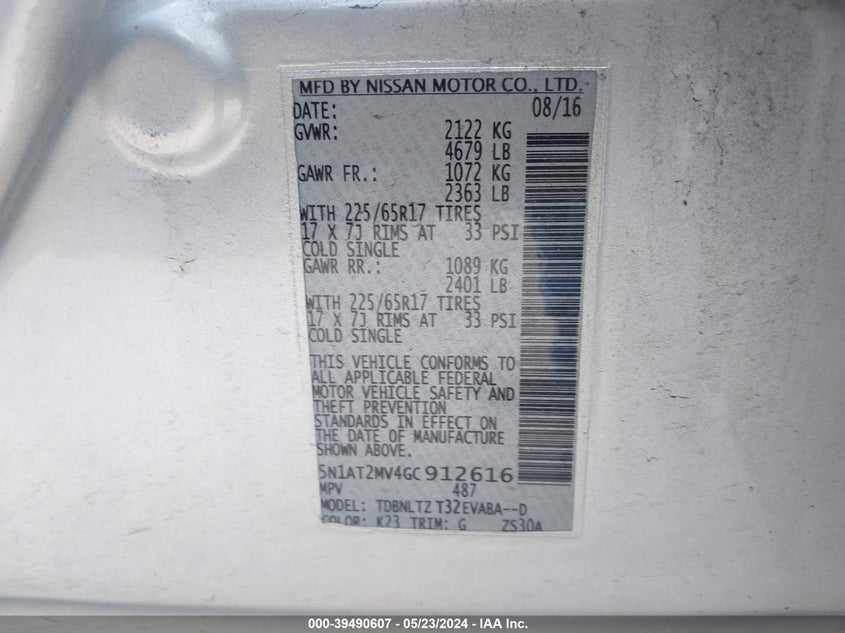 MFD BY NISSAN MOTOR CO., LTD.
DATE: 08/16
GVWR: 2122 KG
4679 LB
GAWR FR.: 1072 KG
2363 LB
WITH 225/65R17 TIRES
17 X 7J RIMS AT 33 PSI
COLD SINGLE
GAWR RR.: 1089 KG
2401 LB
WITH 225/65R17 TIRES
17 X 7J RIMS AT 33 PSI
COLD SINGLE
THIS VEHICLE CONFORMS TO
ALL APPLICABLE FEDERAL
MOTOR VEHICLE SAFETY AND
THEFT PREVENTION
STANDARDS IN EFFECT ON
THE DATE OF MANUFACTURE
SHOWN ABOVE.
5N1AT2MV4GC912616
MPV 487
MODEL: TDBNLTZ T32EVABA--D
COLOR: K23 TRIM: G ZS30A
000-39490607 - 05/23/2024 - IAA Inc.